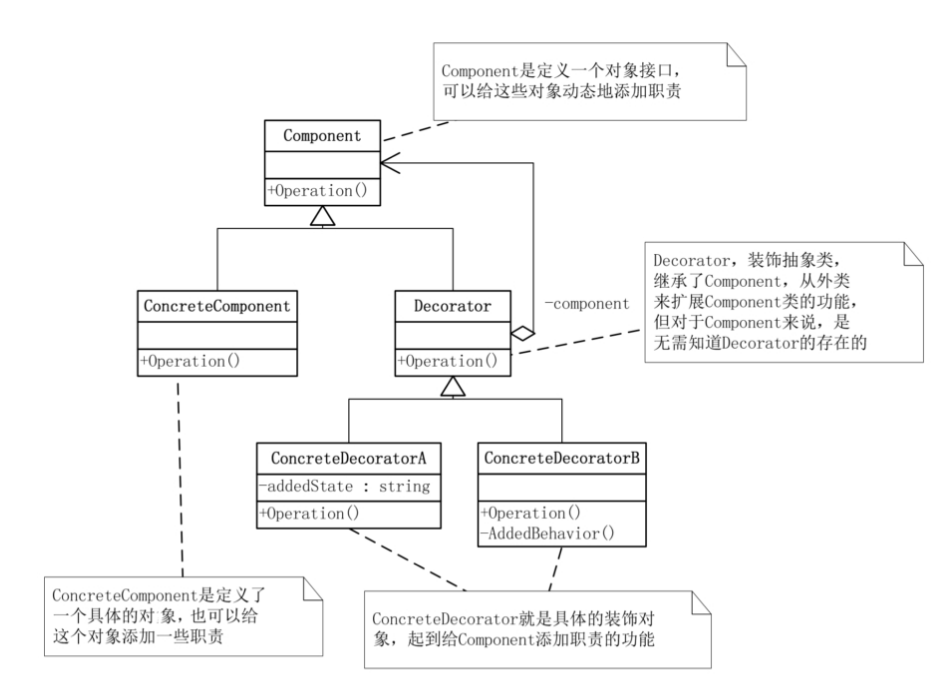 Component是定义一个对象接口，
可以给这些对象动态地添加职责
Component
+Operation()
ConcreteComponent
+Operation()
Decorator
+Operation()
-component
Decorator，装饰抽象类，
继承了Component，从外类
来扩展Component类的功能，
但对于Component来说，是
无需知道Decorator的存在的
ConcreteDecoratorA
-addedState : string
+Operation()
ConcreteDecoratorB
+Operation()
-AddedBehavior()
ConcreteComponent是定义了
一个具体的对象，也可以给
这个对象添加一些职责
ConcreteDecorator就是具体的装饰对
象，起到给Component添加职责的功能